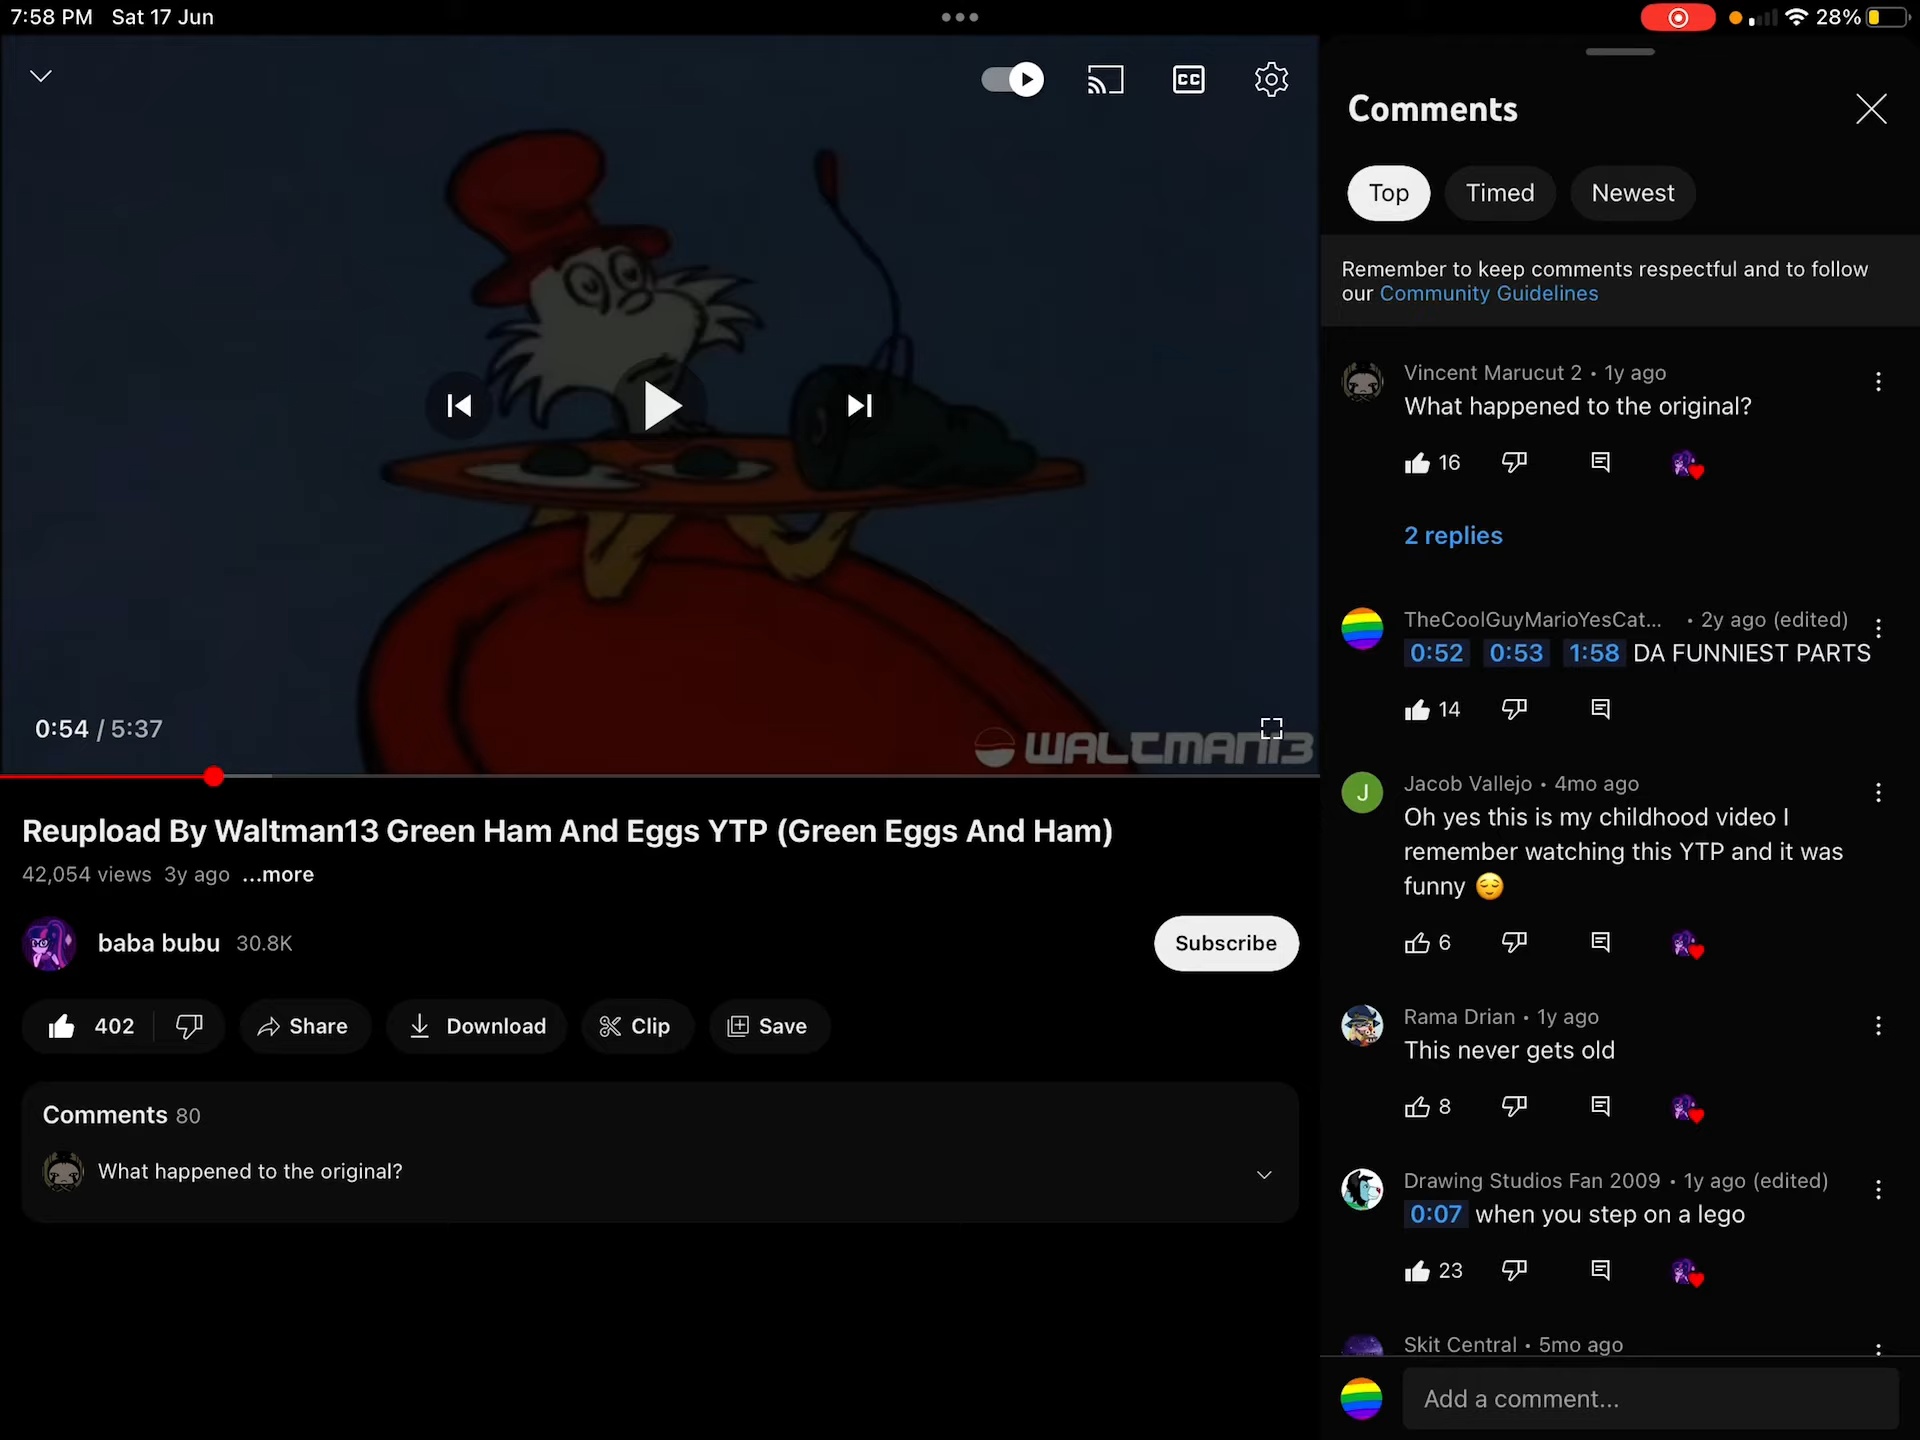 7:58 PM Sat 17 Jun
28%
CC
0:54 / 5:37
WALTMAN13
Reupload By Waltman13 Green Ham And Eggs YTP (Green Eggs And Ham)
42,054 views 3y ago ...more
baba bubu 30.8K
Subscribe
402
Share
Download
Clip
Save
Comments 80
What happened to the original?
Comments
Top
Timed
Newest
Remember to keep comments respectful and to follow
our Community Guidelines
Vincent Marucut 2 • 1y ago
What happened to the original?
16
2 replies
TheCoolGuyMarioYesCat... • 2y ago (edited)
0:52 0:53 1:58 DA FUNNIEST PARTS
14
J
Jacob Vallejo • 4mo ago
Oh yes this is my childhood video I
remember watching this YTP and it was
funny 😌
6
Rama Drian • 1y ago
This never gets old
8
Drawing Studios Fan 2009 • 1y ago (edited)
0:07 when you step on a lego
23
Skit Central • 5mo ago
Add a comment...